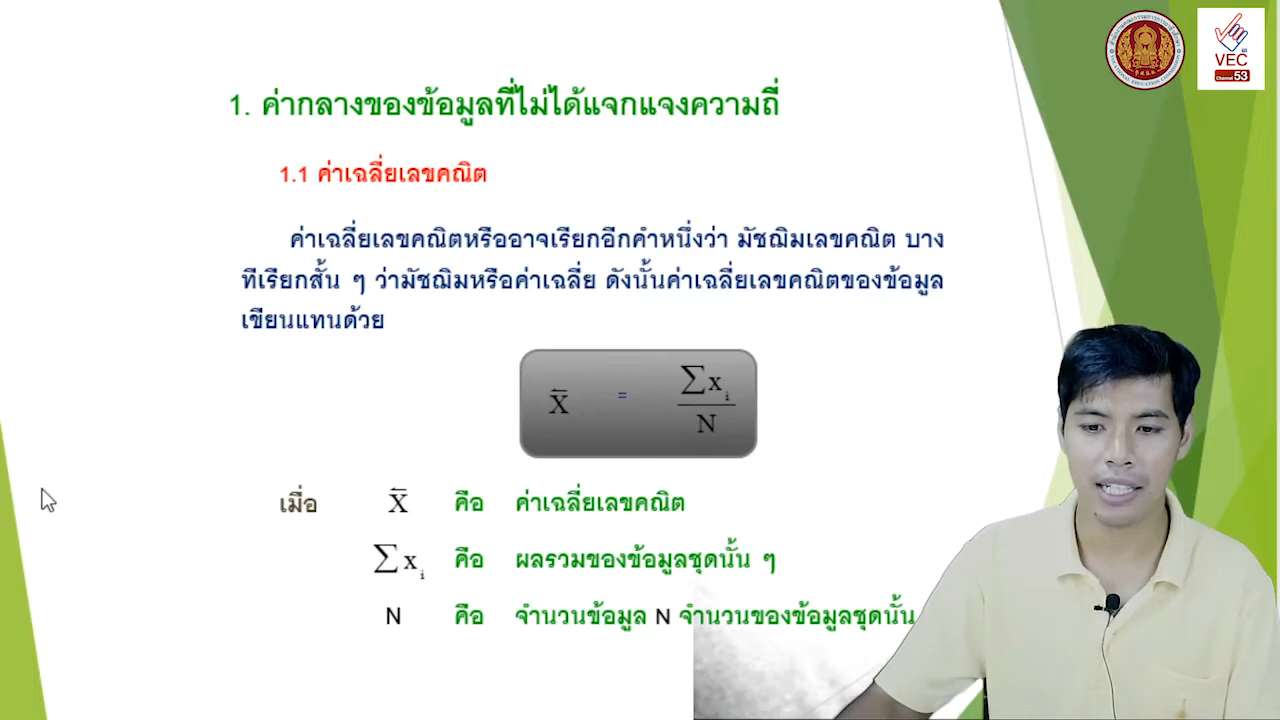 VEC
Channel 53
1. ค่ากลางของข้อมูลที่ไม่ได้แจกแจงความถี่
1.1 ค่าเฉลี่ยเลขคณิต
ค่าเฉลี่ยเลขคณิตหรืออาจเรียกอีกคำหนึ่งว่า มัชฌิมเลขคณิต บาง
ทีเรียกสั้น ๆ ว่ามัชฌิมหรือค่าเฉลี่ย ดังนั้นค่าเฉลี่ยเลขคณิตของข้อมูล
เขียนแทนด้วย
X̄ = ∑xᵢ / N
เมื่อ X̄ คือ ค่าเฉลี่ยเลขคณิต
∑xᵢ คือ ผลรวมของข้อมูลชุดนั้น ๆ
N คือ จำนวนข้อมูล N จำนวนของข้อมูลชุดนั้น